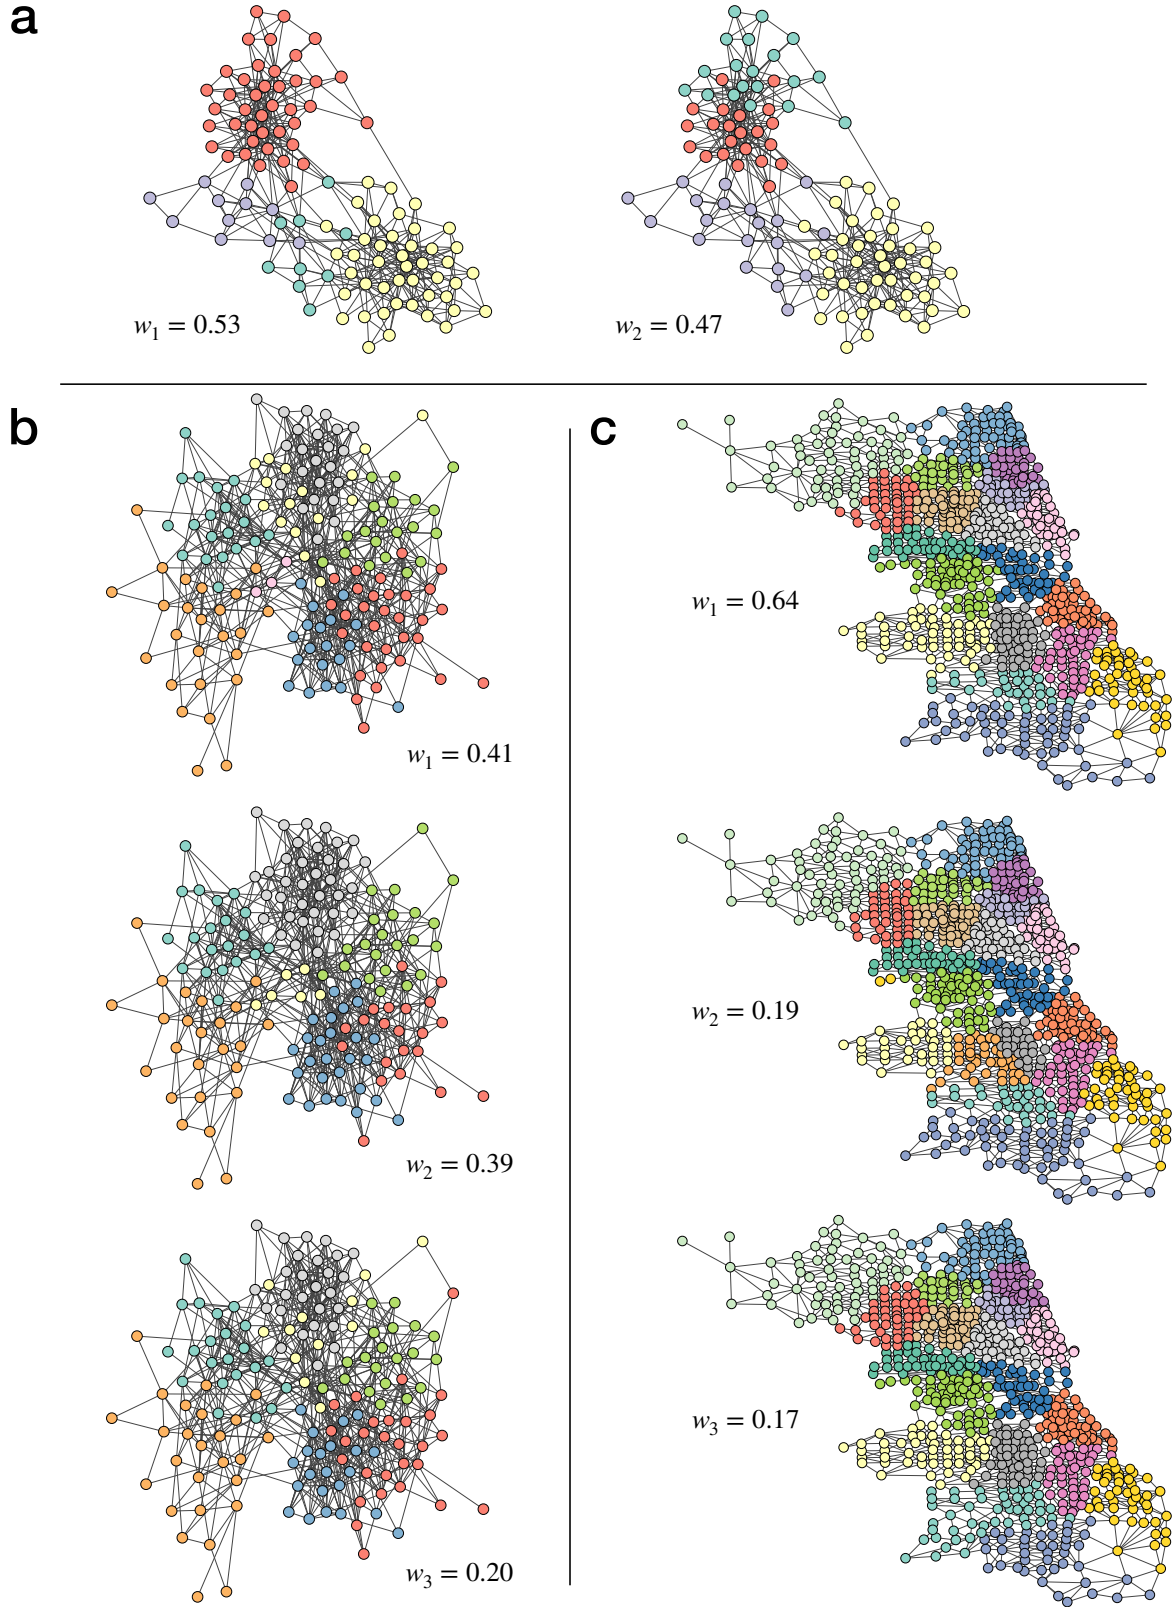 a
w₁ = 0.53
w₂ = 0.47
b
w₁ = 0.41
w₂ = 0.39
w₃ = 0.20
c
w₁ = 0.64
w₂ = 0.19
w₃ = 0.17